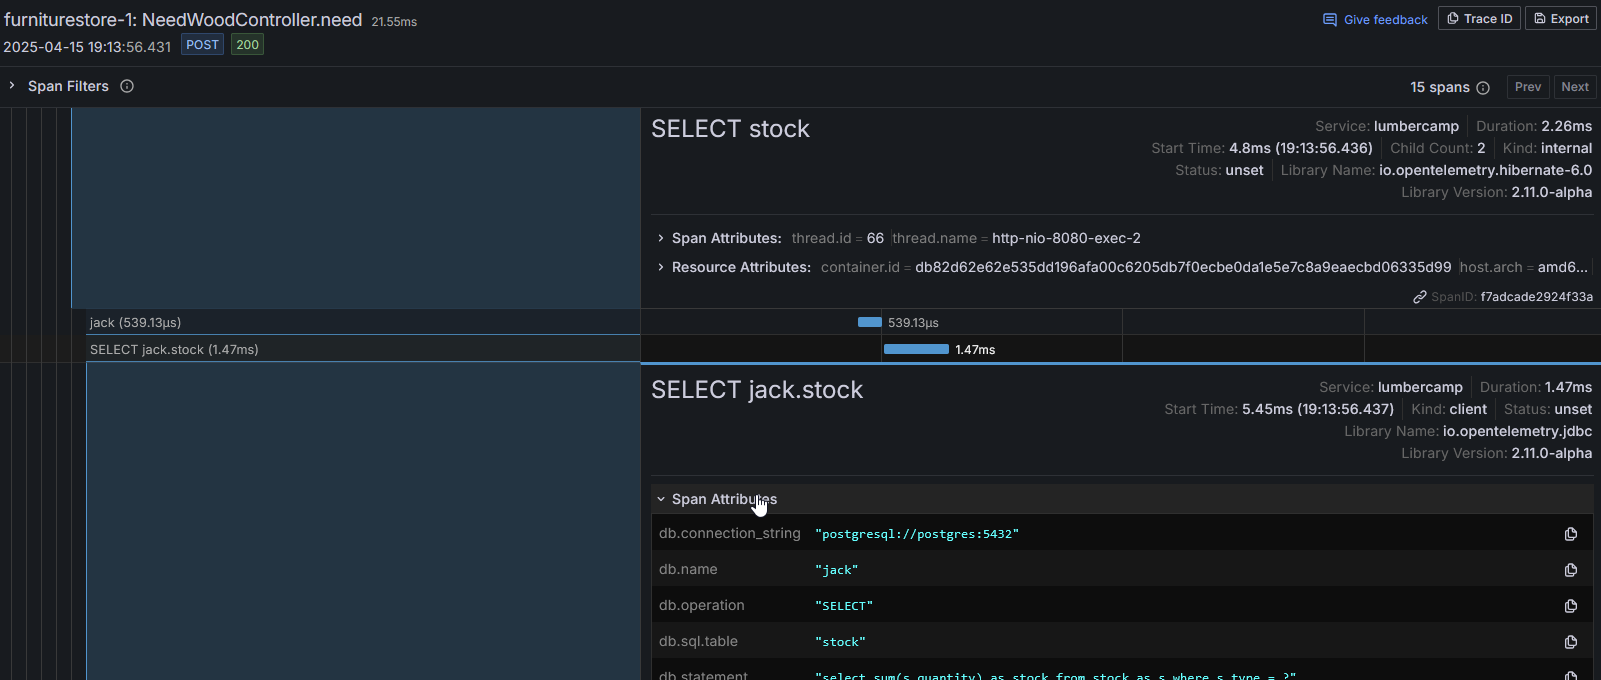 furniturestore-1: NeedWoodController.need 21.55ms
Give feedback Trace ID Export
2025-04-15 19:13:56.431 POST 200
Span Filters
15 spans Prev Next
SELECT stock
Service: lumbercamp Duration: 2.26ms
Start Time: 4.8ms (19:13:56.436) Child Count: 2 Kind: internal
Status: unset Library Name: io.opentelemetry.hibernate-6.0
Library Version: 2.11.0-alpha
Span Attributes: thread.id = 66 thread.name = http-nio-8080-exec-2
Resource Attributes: container.id = db82d62e62e535dd196afa00c6205db7f0ecbe0da1e5e7c8a9eaecbd06335d99 host.arch = amd6...
SpanID: f7adcade2924f33a
jack (539.13μs) 539.13μs
SELECT jack.stock (1.47ms) 1.47ms
SELECT jack.stock
Service: lumbercamp Duration: 1.47ms
Start Time: 5.45ms (19:13:56.437) Kind: client Status: unset
Library Name: io.opentelemetry.jdbc
Library Version: 2.11.0-alpha
Span Attributes
db.connection_string "postgresql://postgres:5432"
db.name "jack"
db.operation "SELECT"
db.sql.table "stock"
db.statement "select sum(s.quantity) as stock from stock as s where s.type = ?"